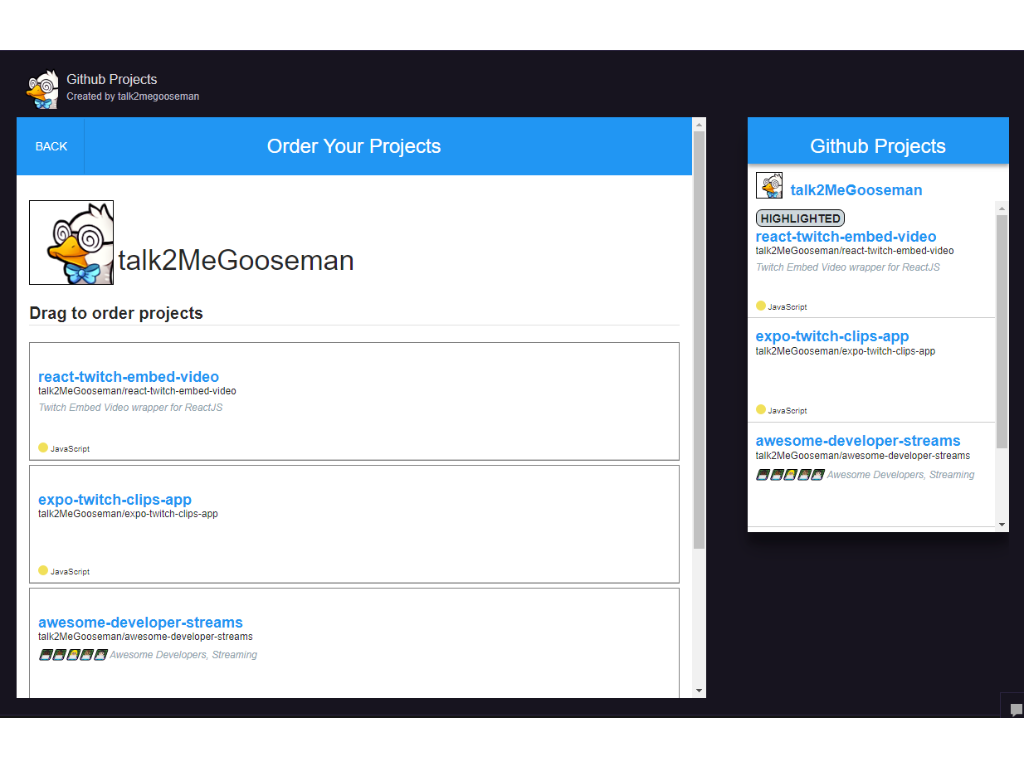 Github Projects
Created by talk2megooseman
BACK
Order Your Projects
talk2MeGooseman
Drag to order projects
react-twitch-embed-video
talk2MeGooseman/react-twitch-embed-video
Twitch Embed Video wrapper for ReactJS
JavaScript
expo-twitch-clips-app
talk2MeGooseman/expo-twitch-clips-app
JavaScript
awesome-developer-streams
talk2MeGooseman/awesome-developer-streams
Awesome Developers, Streaming
Github Projects
talk2MeGooseman
HIGHLIGHTED
react-twitch-embed-video
talk2MeGooseman/react-twitch-embed-video
Twitch Embed Video wrapper for ReactJS
JavaScript
expo-twitch-clips-app
talk2MeGooseman/expo-twitch-clips-app
JavaScript
awesome-developer-streams
talk2MeGooseman/awesome-developer-streams
Awesome Developers, Streaming